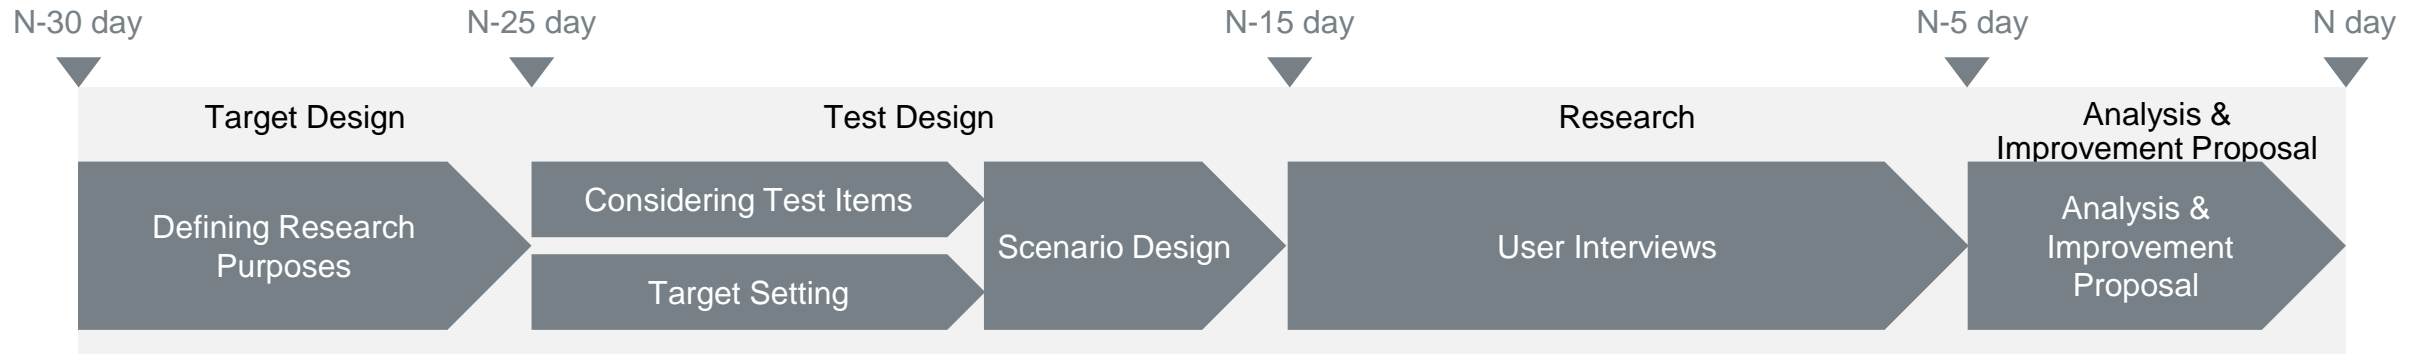 N-30 day
N-25 day
N-15 day
N-5 day
N day
Target Design
Test Design
Research
Analysis &
Improvement Proposal
Defining Research
Purposes
Considering Test Items
Target Setting
Scenario Design
User Interviews
Analysis &
Improvement
Proposal